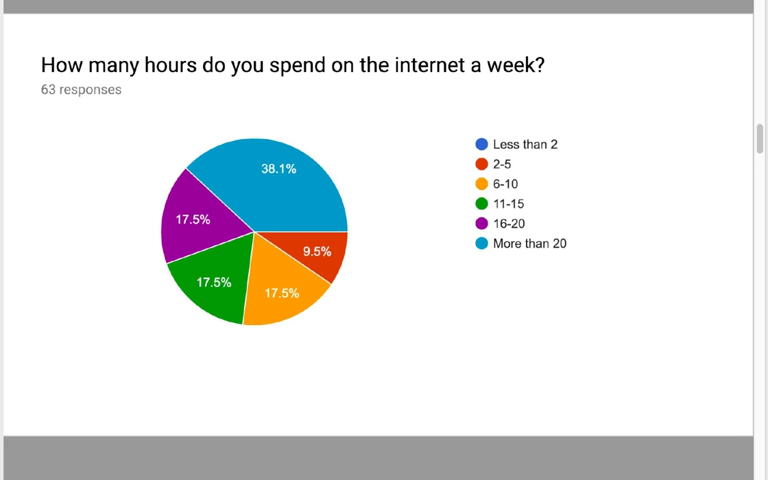 How many hours do you spend on the internet a week?
63 responses
38.1%
17.5%
9.5%
17.5%
17.5%
Less than 2
2-5
6-10
11-15
16-20
More than 20